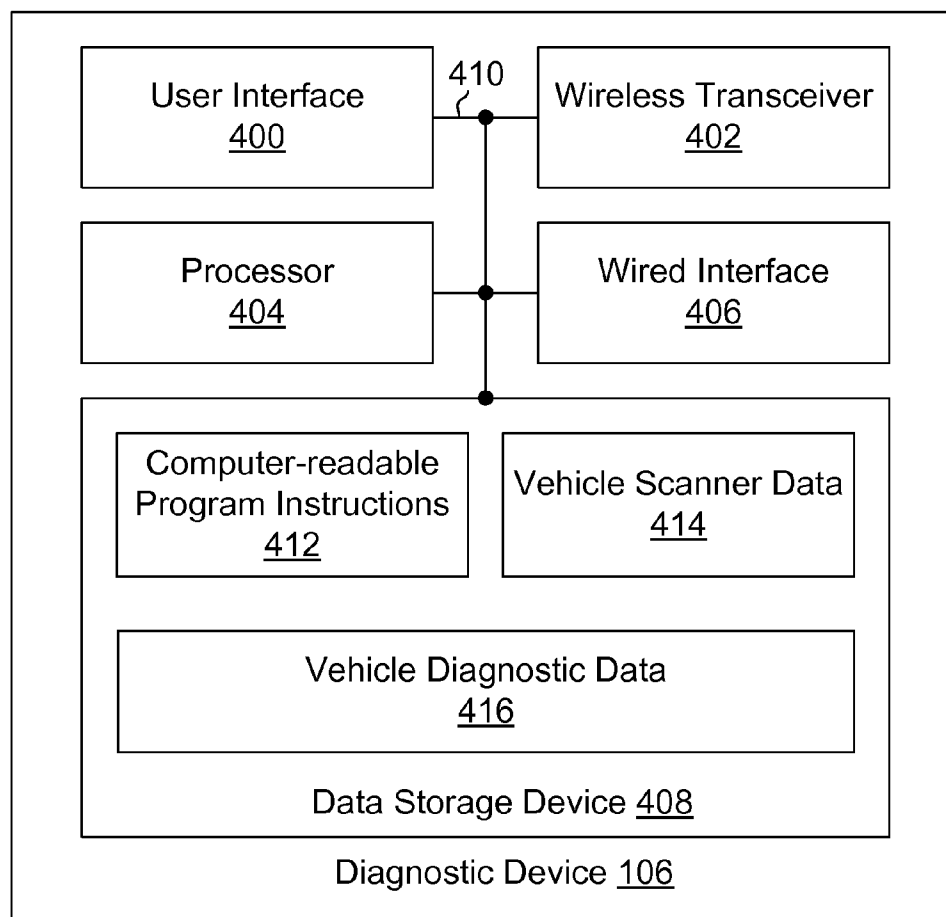 410
User Interface
400
Wireless Transceiver
402
Processor
404
Wired Interface
406
Computer-readable
Program Instructions
412
Vehicle Scanner Data
414
Vehicle Diagnostic Data
416
Data Storage Device 408
Diagnostic Device 106